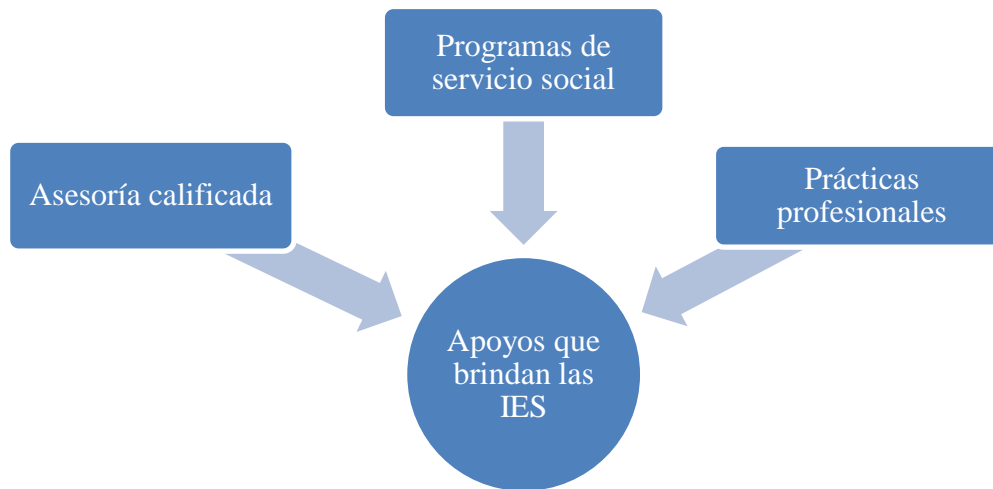 Programas de
servicio social
Asesoría calificada
Prácticas
profesionales
Apoyos que
brindan las
IES